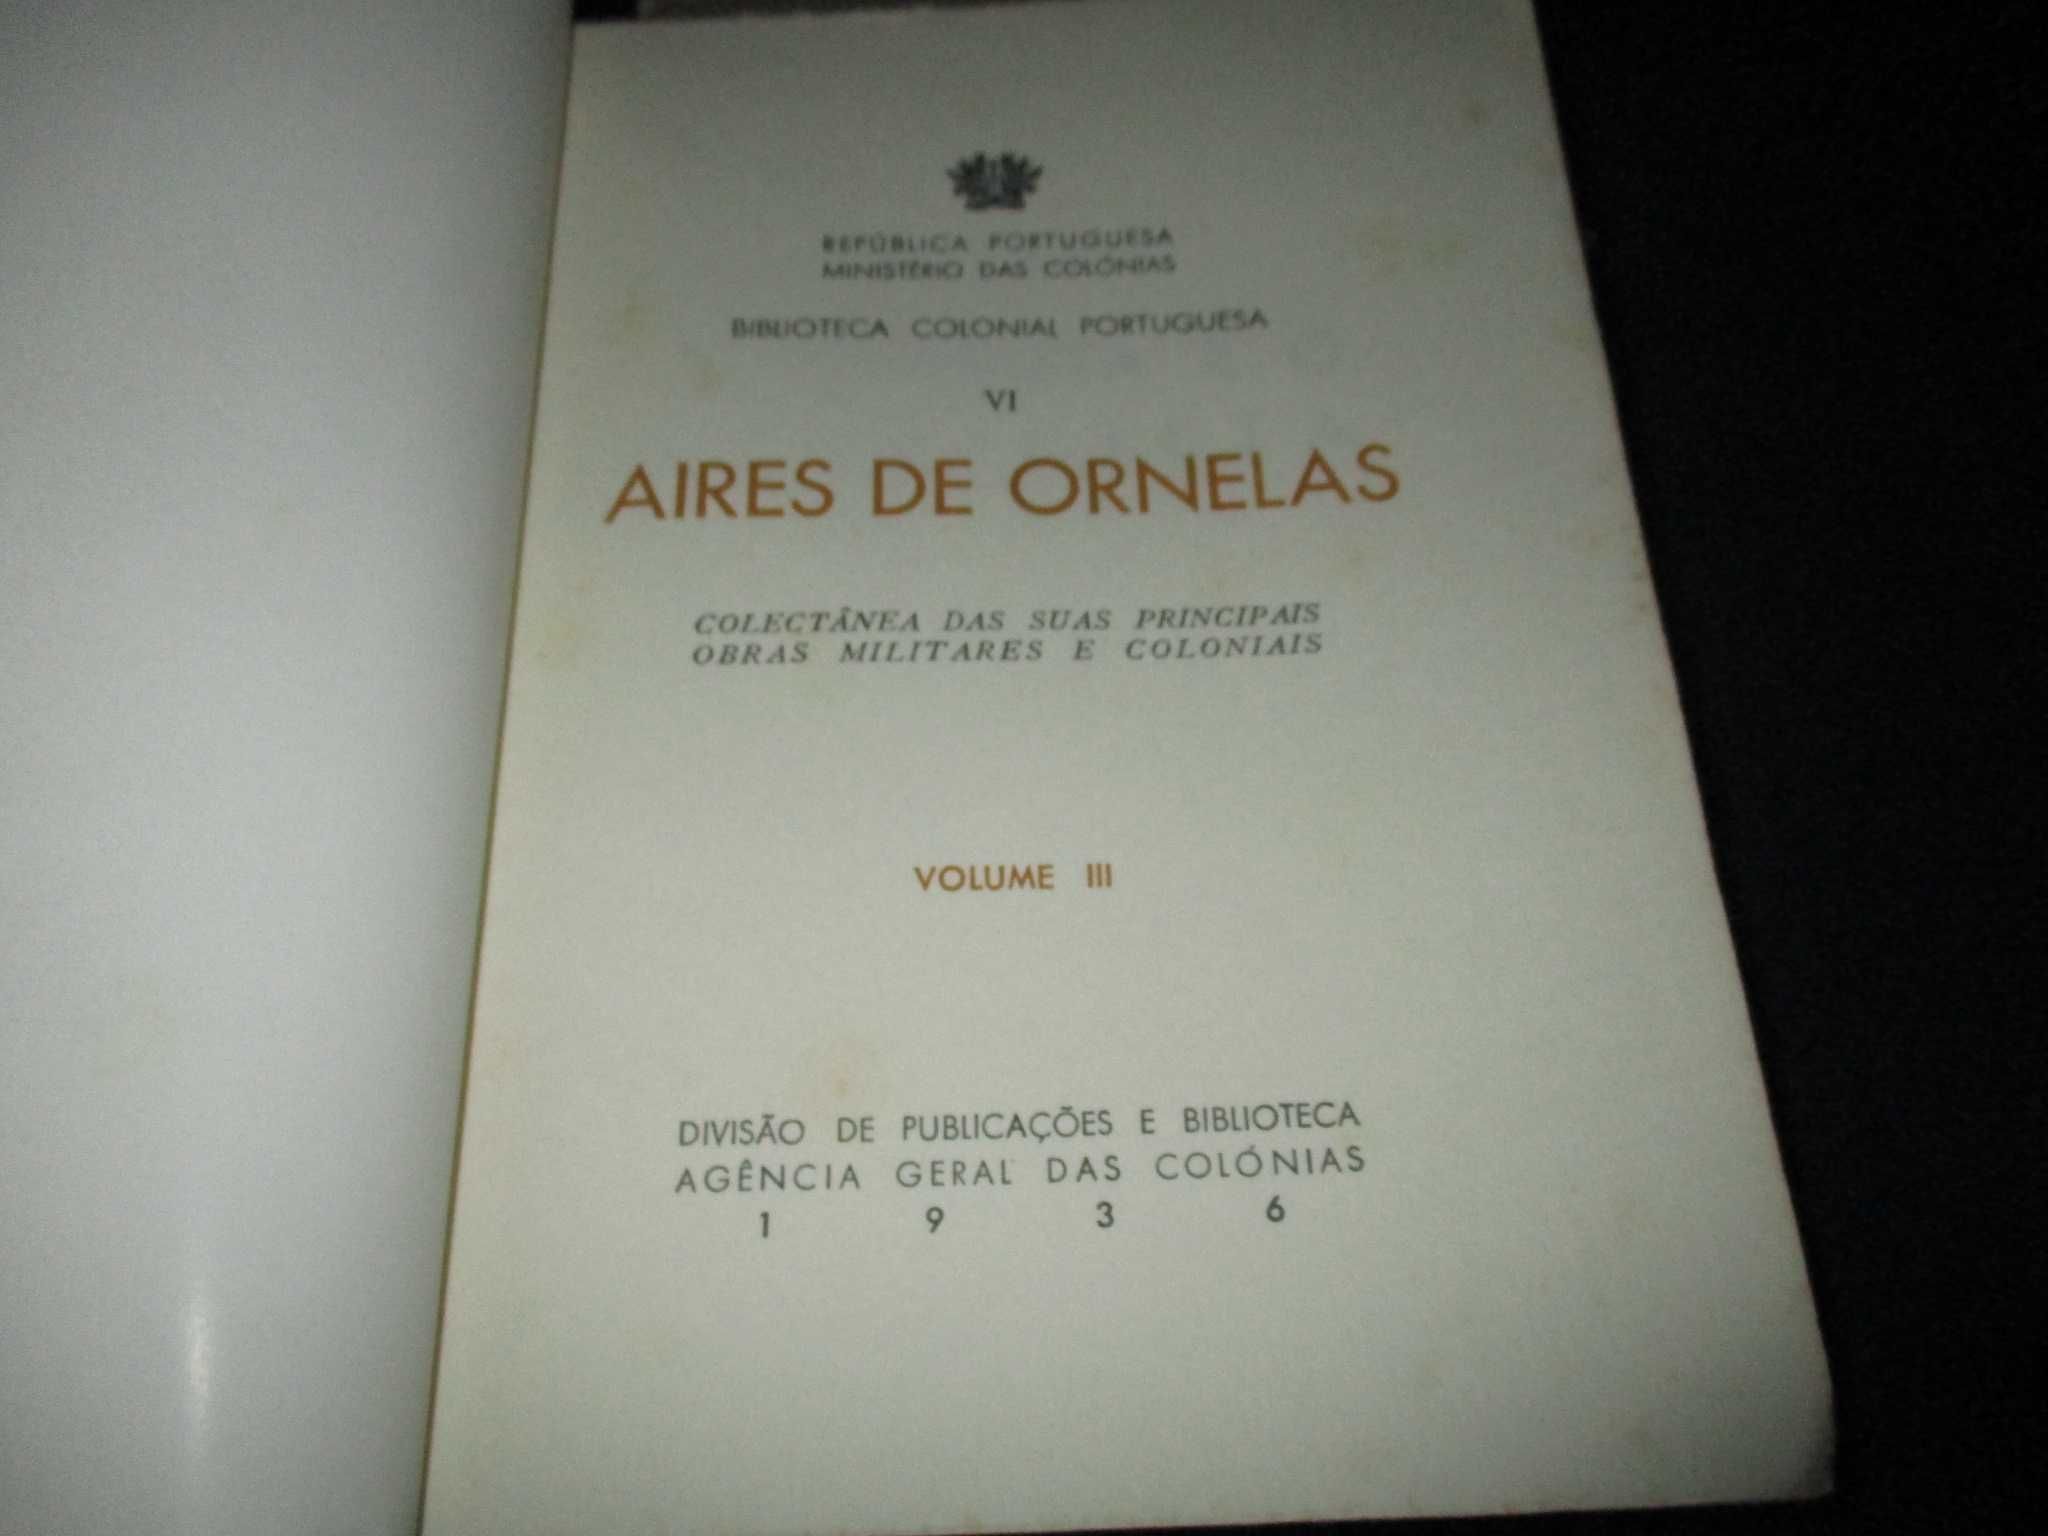 REPÚBLICA PORTUGUESA
MINISTÉRIO DAS COLÓNIAS
BIBLIOTECA COLONIAL PORTUGUESA
VI
AIRES DE ORNELAS
COLECTÂNEA DAS SUAS PRINCIPAIS
OBRAS MILITARES E COLONIAIS
VOLUME III
DIVISÃO DE PUBLICAÇÕES E BIBLIOTECA
AGÊNCIA GERAL DAS COLÓNIAS
1 9 3 6